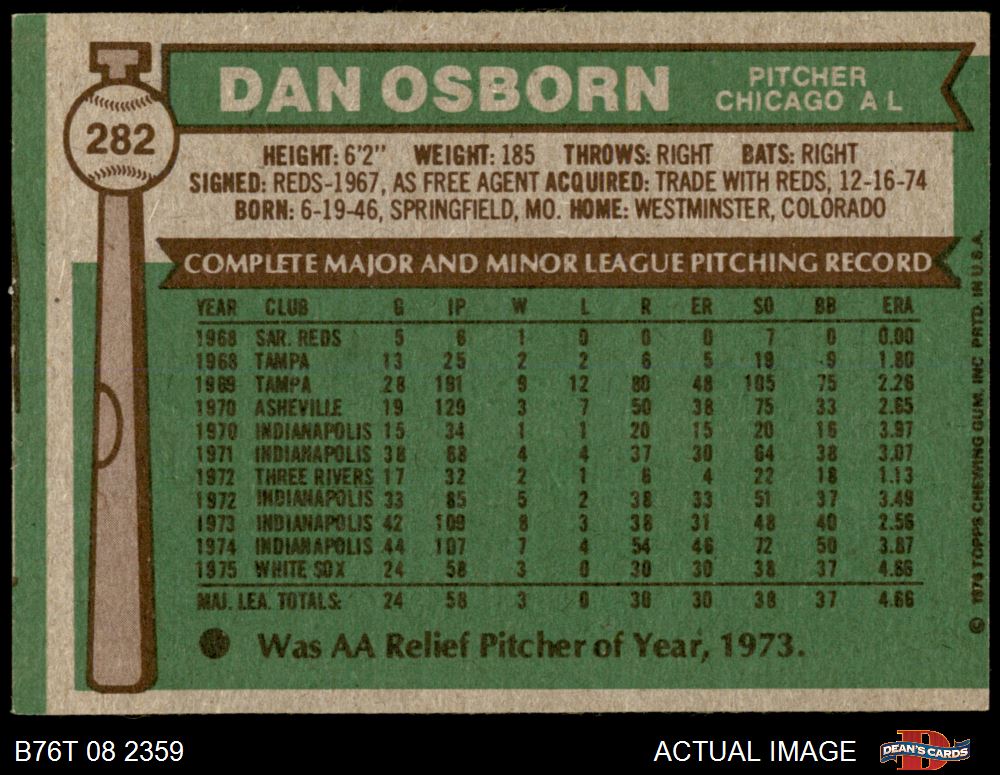 282
DAN OSBORN
PITCHER
CHICAGO A L
HEIGHT: 6'2" WEIGHT: 185 THROWS: RIGHT BATS: RIGHT
SIGNED: REDS-1967, AS FREE AGENT ACQUIRED: TRADE WITH REDS, 12-16-74
BORN: 6-19-46, SPRINGFIELD, MO. HOME: WESTMINSTER, COLORADO
COMPLETE MAJOR AND MINOR LEAGUE PITCHING RECORD
YEAR CLUB G IP W L R ER SO BB ERA
1968 SAR. REDS 5 6 1 0 0 0 7 0 0.00
1968 TAMPA 13 25 2 2 6 5 19 9 1.80
1969 TAMPA 28 191 9 12 80 48 105 75 2.26
1970 ASHEVILLE 19 129 3 7 50 38 75 33 2.65
1970 INDIANAPOLIS 15 34 1 1 20 15 20 16 3.97
1971 INDIANAPOLIS 38 88 4 4 37 30 64 38 3.07
1972 THREE RIVERS 17 32 2 1 6 4 22 18 1.13
1972 INDIANAPOLIS 33 85 5 2 38 33 51 37 3.49
1973 INDIANAPOLIS 42 109 8 3 38 31 48 40 2.56
1974 INDIANAPOLIS 44 107 7 4 54 46 72 50 3.87
1975 WHITE SOX 24 58 3 0 30 30 38 37 4.66
MAJ. LEA. TOTALS: 24 58 3 0 30 30 38 37 4.66
Was AA Relief Pitcher of Year, 1973.
© 1976 TOPPS CHEWING GUM, INC PRTD. IN U.S.A.
B76T 08 2359
ACTUAL IMAGE
DEAN'S CARDS